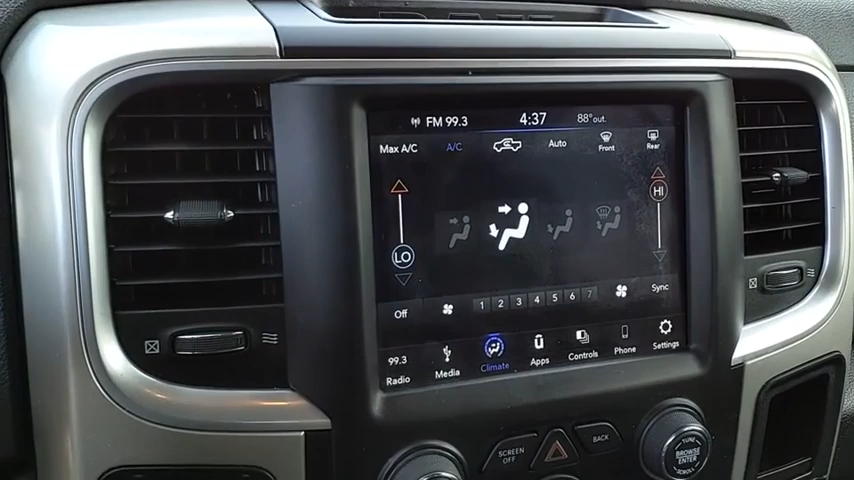 FM 99.3 4:37 88° out.
Max A/C A/C Auto Front Rear
HI
LO
Off 1 2 3 4 5 6 7 Sync
99.3
Radio Media Climate Apps Controls Phone Settings
SCREEN OFF BACK
TUNE
BROWSE
ENTER
SCROLL